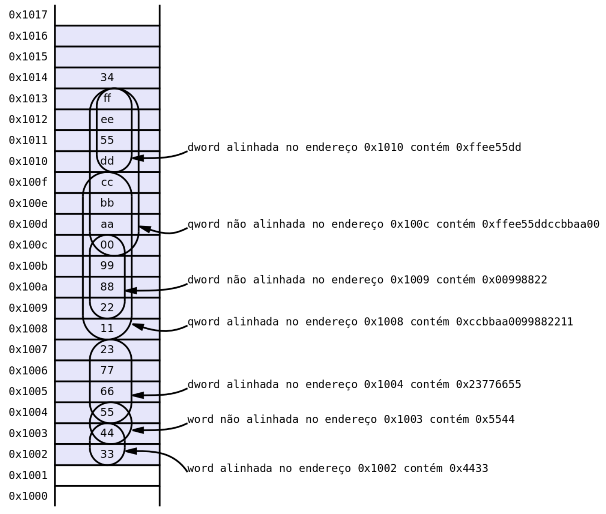 0x1017
0x1016
0x1015
0x1014 34
0x1013 ff
0x1012 ee
0x1011 55
dword alinhada no endereço 0x1010 contém 0xffee55dd
0x1010 dd
0x100f cc
0x100e bb
0x100d aa
qword não alinhada no endereço 0x100c contém 0xffee55ddccbbaa00
0x100c 00
0x100b 99
dword não alinhada no endereço 0x1009 contém 0x00998822
0x100a 88
0x1009 22
qword alinhada no endereço 0x1008 contém 0xccbbaa0099882211
0x1008 11
0x1007 23
0x1006 77
dword alinhada no endereço 0x1004 contém 0x23776655
0x1005 66
0x1004 55
word não alinhada no endereço 0x1003 contém 0x5544
0x1003 44
0x1002 33
word alinhada no endereço 0x1002 contém 0x4433
0x1001
0x1000